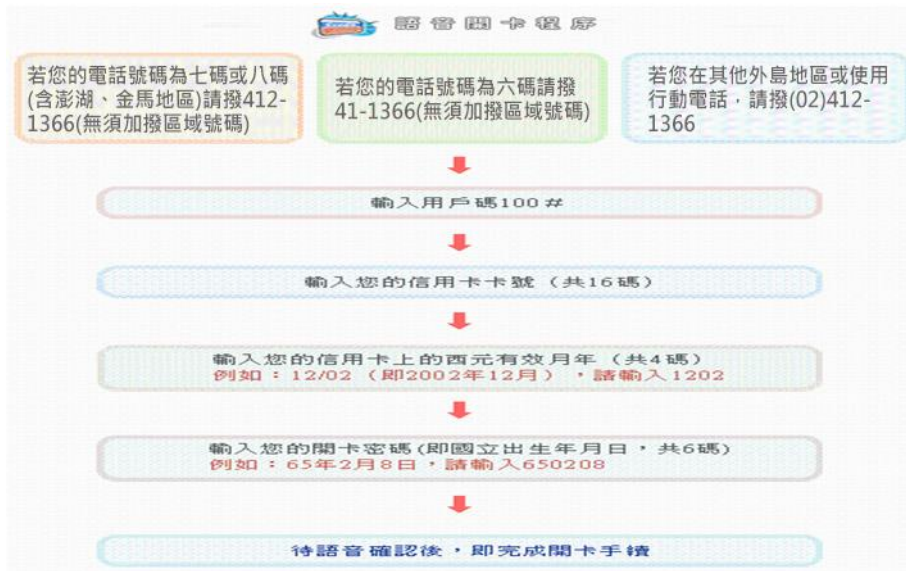 語音開卡程序
若您的電話號碼為七碼或八碼
(含澎湖、金馬地區)請撥412-
1366(無須加撥區域號碼)
若您的電話號碼為六碼請撥
41-1366(無須加撥區域號碼)
若您在其他外島地區或使用
行動電話，請撥(02)412-
1366
輸入用戶碼100#
輸入您的信用卡卡號（共16碼）
輸入您的信用卡上的西元有效月年（共4碼）
例如：12/02（即2002年12月），請輸入1202
輸入您的開卡密碼(即國立出生年月日，共6碼)
例如：65年2月8日，請輸入650208
待語音確認後，即完成開卡手續